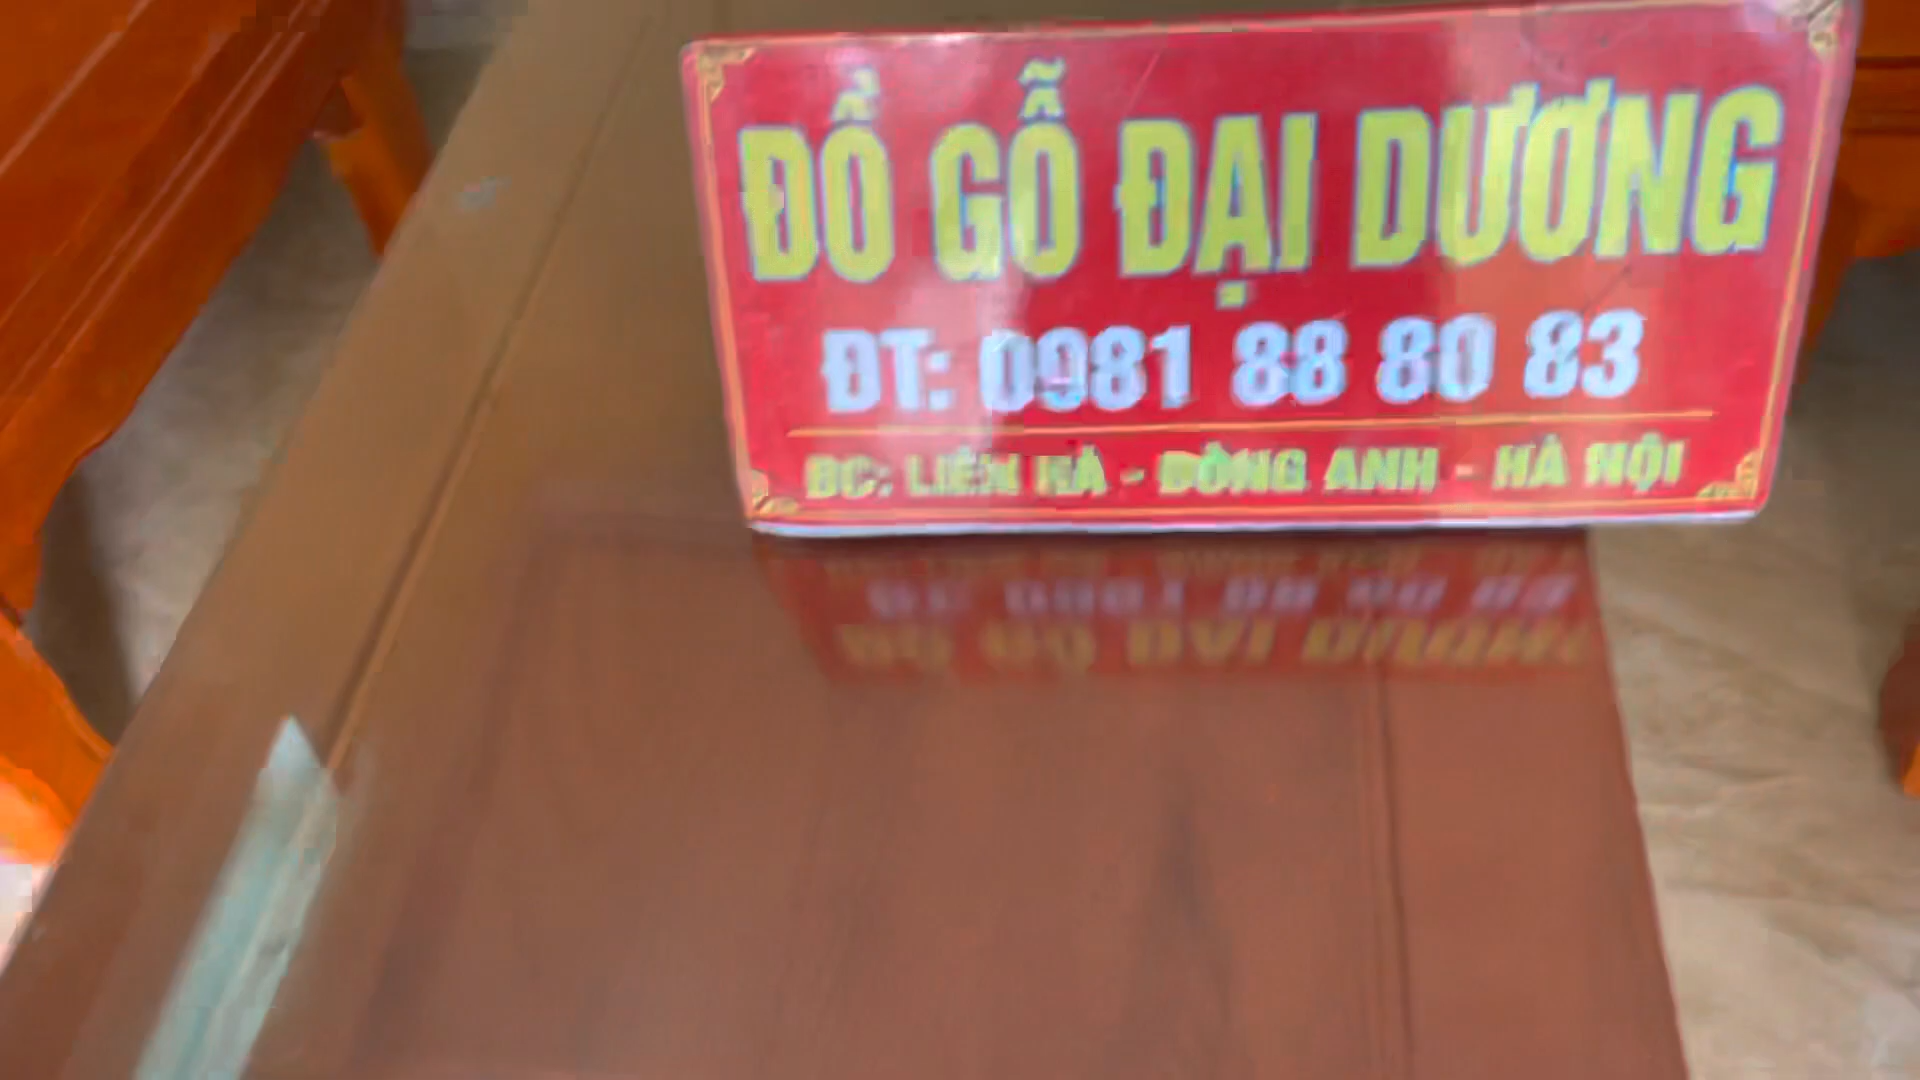 ĐỒ GỖ ĐẠI DƯƠNG
ĐT: 0981 88 80 83
ĐC: LIÊN HÀ - ĐÔNG ANH - HÀ NỘI